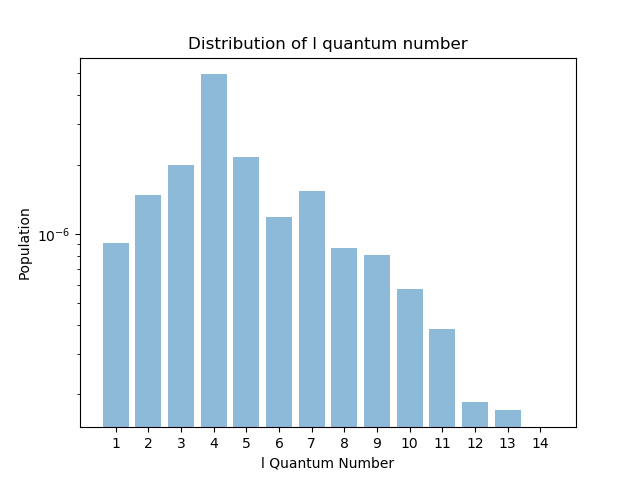 Distribution of l quantum number
Population
10⁻⁶
1 2 3 4 5 6 7 8 9 10 11 12 13 14
l Quantum Number